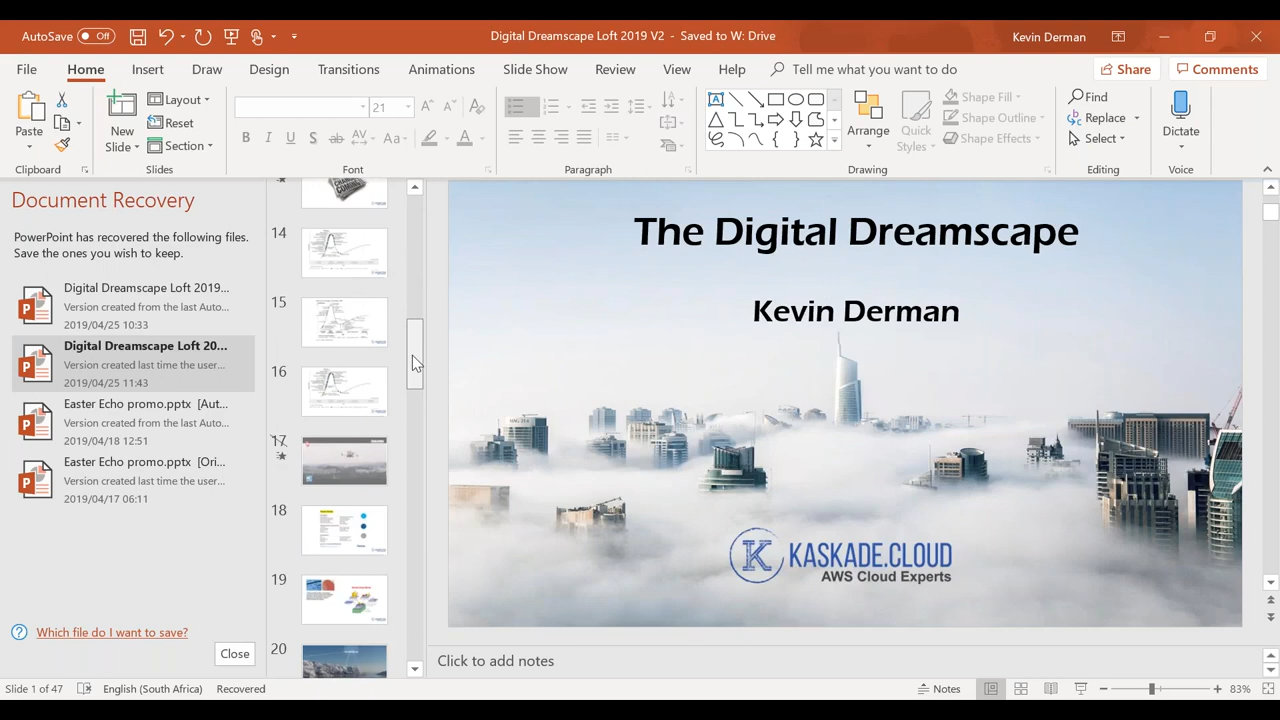 AutoSave Off
Digital Dreamscape Loft 2019 V2 - Saved to W: Drive
Kevin Derman
File Home Insert Draw Design Transitions Animations Slide Show Review View Help Tell me what you want to do Share Comments
Paste
Clipboard
New
Slide
Layout
Reset
Section
Slides
21
B I U S ab AV Aa A
Font
Paragraph
Arrange
Quick
Styles
Shape Fill
Shape Outline
Shape Effects
Drawing
Find
Replace
Select
Editing
Dictate
Voice
Document Recovery
PowerPoint has recovered the following files.
Save the ones you wish to keep.
Digital Dreamscape Loft 2019...
Version created from the last Auto...
2019/04/25 10:33
Digital Dreamscape Loft 20...
Version created last time the user...
2019/04/25 11:43
Easter Echo promo.pptx [Aut...
Version created from the last Auto...
2019/04/18 12:51
Easter Echo promo.pptx [Ori...
Version created last time the user...
2019/04/17 06:11
Which file do I want to save?
Close
COMING
14
15
16
17
18
19
20
The Digital Dreamscape
Kevin Derman
K KASKADE.CLOUD
AWS Cloud Experts
Click to add notes
Slide 1 of 47 English (South Africa) Recovered Notes 83%